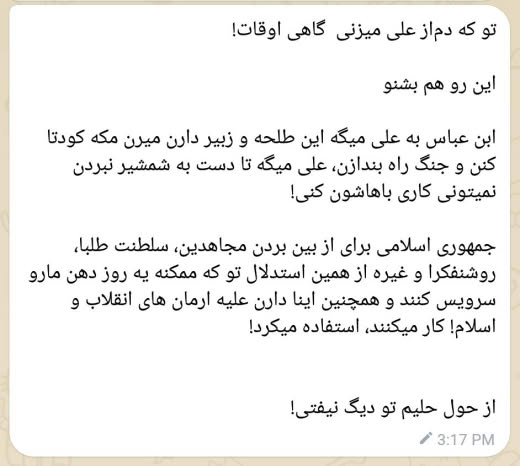 تو که دم‌از علی میزنی  گاهی اوقات!
این رو هم بشنو
ابن عباس به علی میگه این طلحه و زبیر دارن میرن مکه کودتا
کنن و جنگ راه بندازن، علی میگه تا دست به شمشیر نبردن
نمیتونی کاری باهاشون کنی!
جمهوری اسلامی برای از بین بردن مجاهدین، سلطنت طلبا،
روشنفکرا و غیره از همین استدلال تو که ممکنه یه روز دهن مارو
سرویس کنند و همچنین اینا دارن علیه ارمان های انقلاب و
اسلام! کار میکنند، استفاده میکرد!
از حول حلیم تو دیگ نیفتی!
3:17 PM